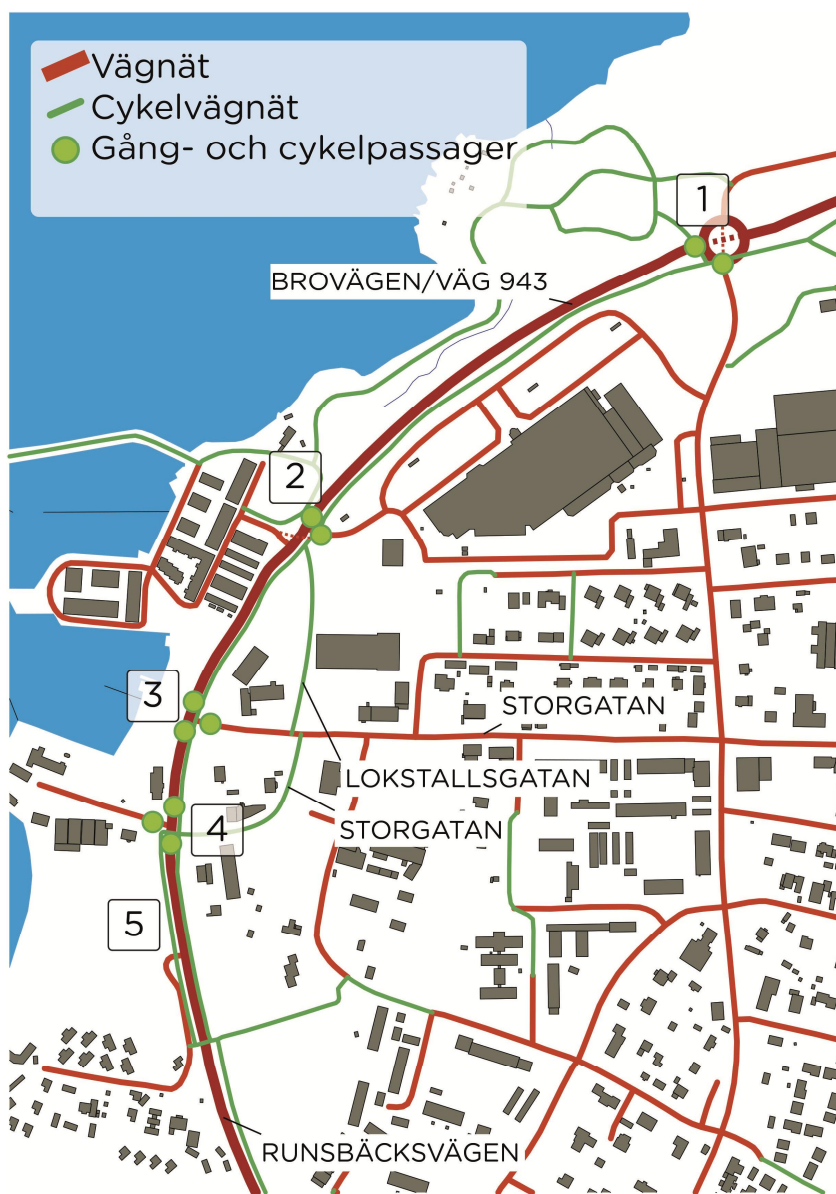 Vägnät
Cykelvägnät
Gång- och cykelpassager
1
BROVÄGEN/VÄG 943
2
3
STORGATAN
LOKSTALLSGATAN
4
STORGATAN
5
RUNSBÄCKSVÄGEN